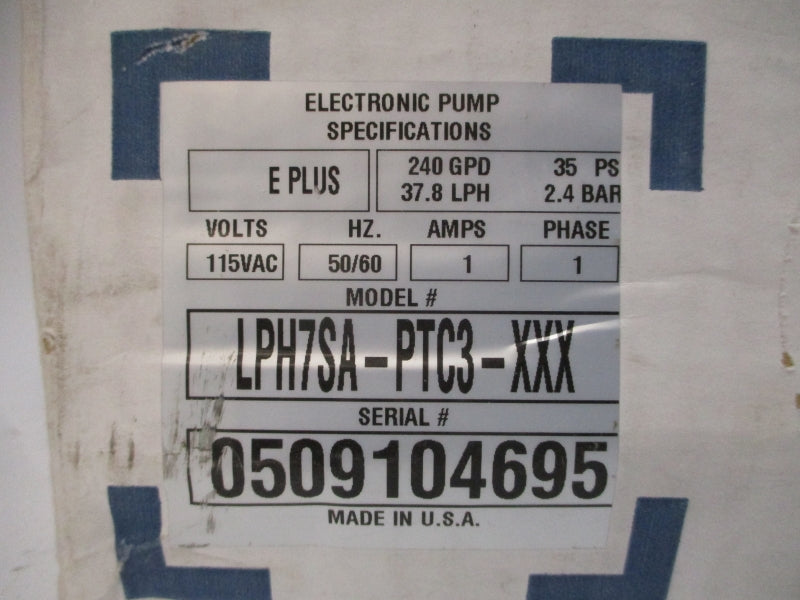 ELECTRONIC PUMP
SPECIFICATIONS
E PLUS
240 GPD 35 PS
37.8 LPH 2.4 BAR
VOLTS HZ. AMPS PHASE
115VAC 50/60 1 1
MODEL #
LPH7SA-PTC3-XXX
SERIAL #
0509104695
MADE IN U.S.A.